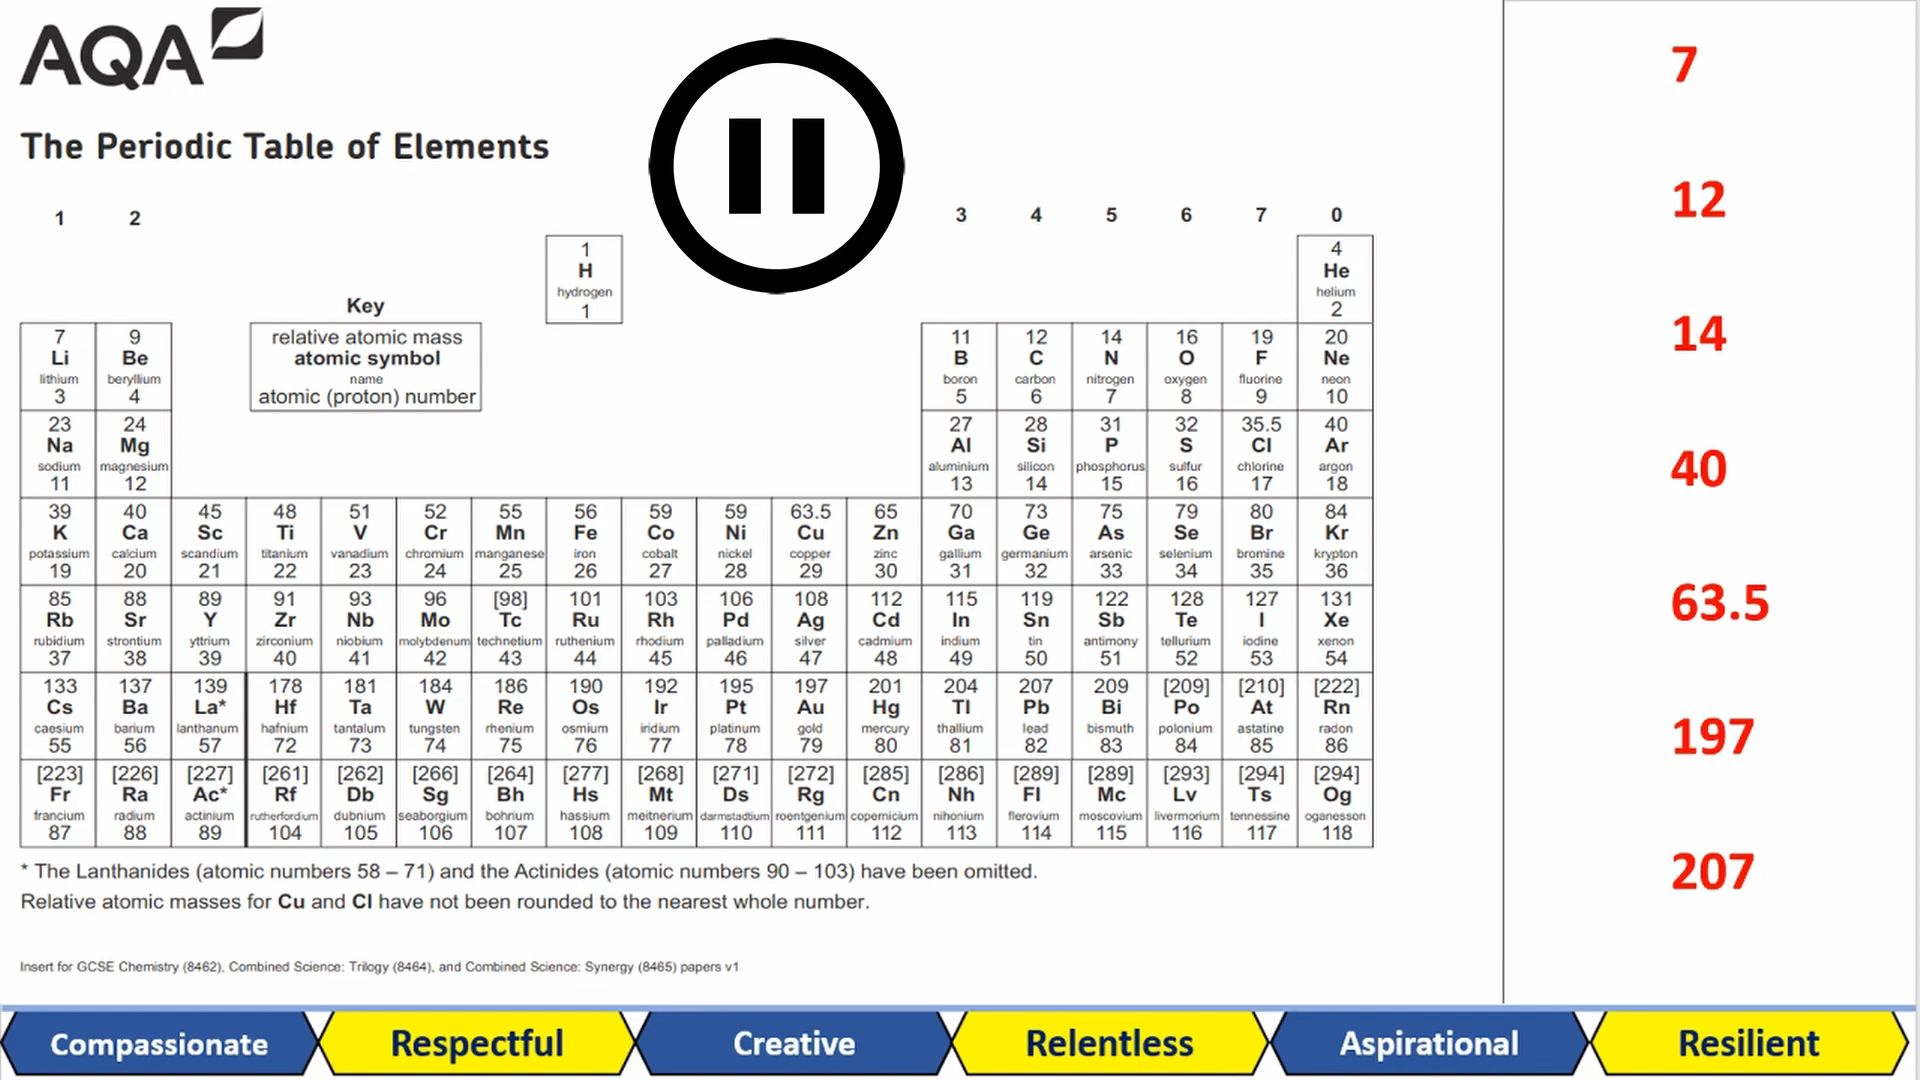 AQA
The Periodic Table of Elements
1 2 3 4 5 6 7 0
1 4
H He
hydrogen helium
1 2
Key
relative atomic mass
atomic symbol
name
atomic (proton) number
7 9 11 12 14 16 19 20
Li Be B C N O F Ne
lithium beryllium boron carbon nitrogen oxygen fluorine neon
3 4 5 6 7 8 9 10
23 24 27 28 31 32 35.5 40
Na Mg Al Si P S Cl Ar
sodium magnesium aluminium silicon phosphorus sulfur chlorine argon
11 12 13 14 15 16 17 18
39 40 45 48 51 52 55 56 59 59 63.5 65 70 73 75 79 80 84
K Ca Sc Ti V Cr Mn Fe Co Ni Cu Zn Ga Ge As Se Br Kr
potassium calcium scandium titanium vanadium chromium manganese iron cobalt nickel copper zinc gallium germanium arsenic selenium bromine krypton
19 20 21 22 23 24 25 26 27 28 29 30 31 32 33 34 35 36
85 88 89 91 93 96 [98] 101 103 106 108 112 115 119 122 128 127 131
Rb Sr Y Zr Nb Mo Tc Ru Rh Pd Ag Cd In Sn Sb Te I Xe
rubidium strontium yttrium zirconium niobium molybdenum technetium ruthenium rhodium palladium silver cadmium indium tin antimony tellurium iodine xenon
37 38 39 40 41 42 43 44 45 46 47 48 49 50 51 52 53 54
133 137 139 178 181 184 186 190 192 195 197 201 204 207 209 [209] [210] [222]
Cs Ba La* Hf Ta W Re Os Ir Pt Au Hg Tl Pb Bi Po At Rn
caesium barium lanthanum hafnium tantalum tungsten rhenium osmium iridium platinum gold mercury thallium lead bismuth polonium astatine radon
55 56 57 72 73 74 75 76 77 78 79 80 81 82 83 84 85 86
[223] [226] [227] [261] [262] [266] [264] [277] [268] [271] [272] [285] [286] [289] [289] [293] [294] [294]
Fr Ra Ac* Rf Db Sg Bh Hs Mt Ds Rg Cn Nh Fl Mc Lv Ts Og
francium radium actinium rutherfordium dubnium seaborgium bohrium hassium meitnerium darmstadtium roentgenium copernicium nihonium flerovium moscovium livermorium tennessine oganesson
87 88 89 104 105 106 107 108 109 110 111 112 113 114 115 116 117 118
* The Lanthanides (atomic numbers 58 – 71) and the Actinides (atomic numbers 90 – 103) have been omitted.
Relative atomic masses for Cu and Cl have not been rounded to the nearest whole number.
Insert for GCSE Chemistry (8462), Combined Science: Trilogy (8464), and Combined Science: Synergy (8465) papers v1
7
12
14
40
63.5
197
207
Compassionate Respectful Creative Relentless Aspirational Resilient